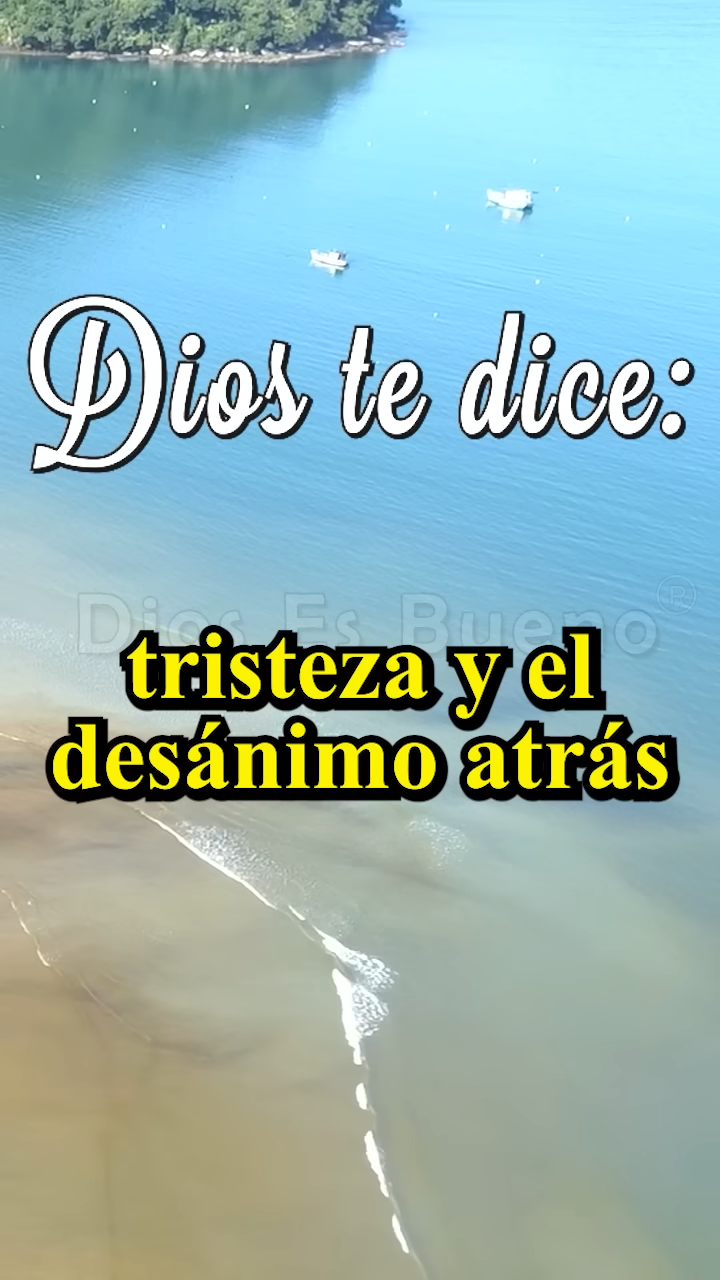 Dios te dice:
Dios Es Bueno®
tristeza y el
desánimo atrás